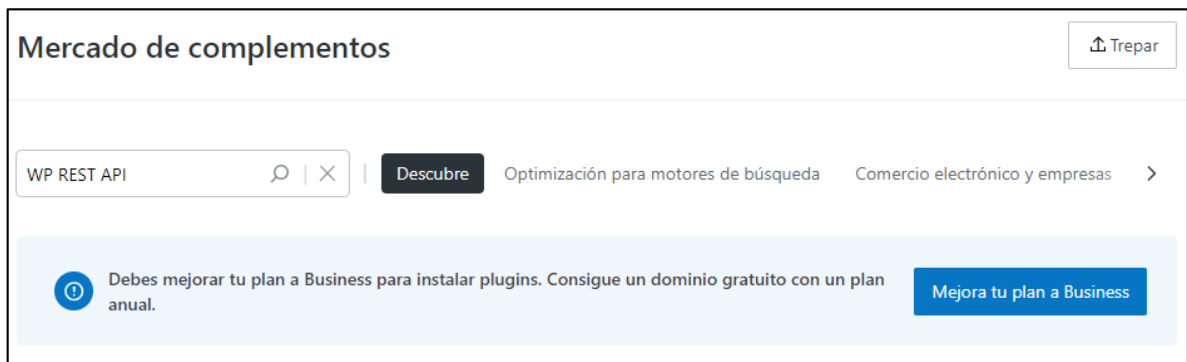 Mercado de complementos
Trepar
WP REST API
Descubre
Optimización para motores de búsqueda
Comercio electrónico y empresas
Debes mejorar tu plan a Business para instalar plugins. Consigue un dominio gratuito con un plan
anual.
Mejora tu plan a Business